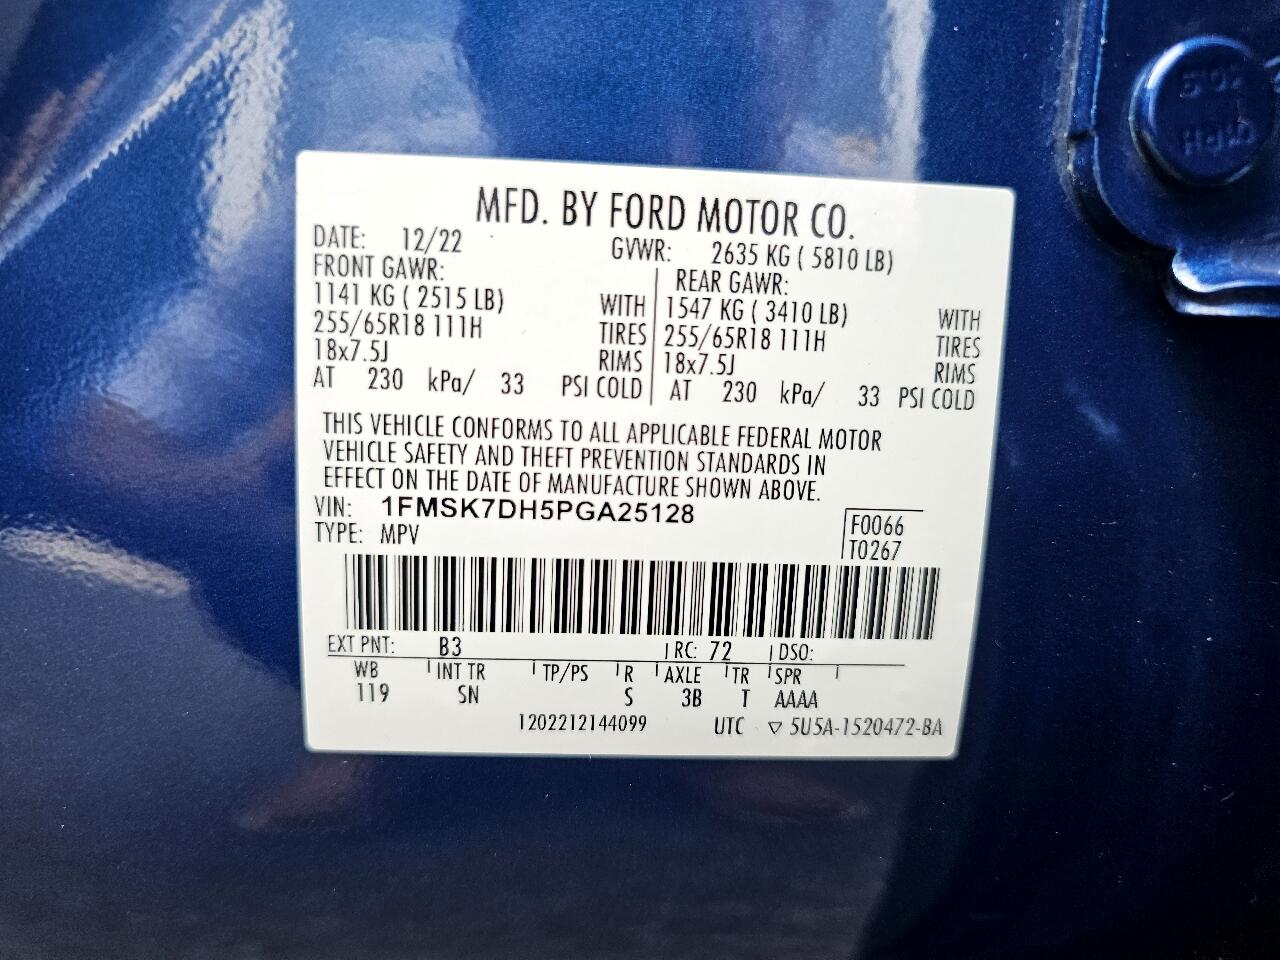 MFD. BY FORD MOTOR CO.
DATE: 12/22 GVWR: 2635 KG ( 5810 LB)
FRONT GAWR: REAR GAWR:
1141 KG ( 2515 LB) WITH 1547 KG ( 3410 LB) WITH
255/65R18 111H TIRES 255/65R18 111H TIRES
18x7.5J RIMS 18x7.5J RIMS
AT 230 kPa/ 33 PSI COLD AT 230 kPa/ 33 PSI COLD
THIS VEHICLE CONFORMS TO ALL APPLICABLE FEDERAL MOTOR
VEHICLE SAFETY AND THEFT PREVENTION STANDARDS IN
EFFECT ON THE DATE OF MANUFACTURE SHOWN ABOVE.
VIN: 1FMSK7DH5PGA25128 F0066
TYPE: MPV T0267
EXT PNT: B3 RC: 72 DSO:
WB INT TR TP/PS R AXLE TR SPR
119 SN S 3B T AAAA
1202212144099 UTC ▽ 5U5A-1520472-BA